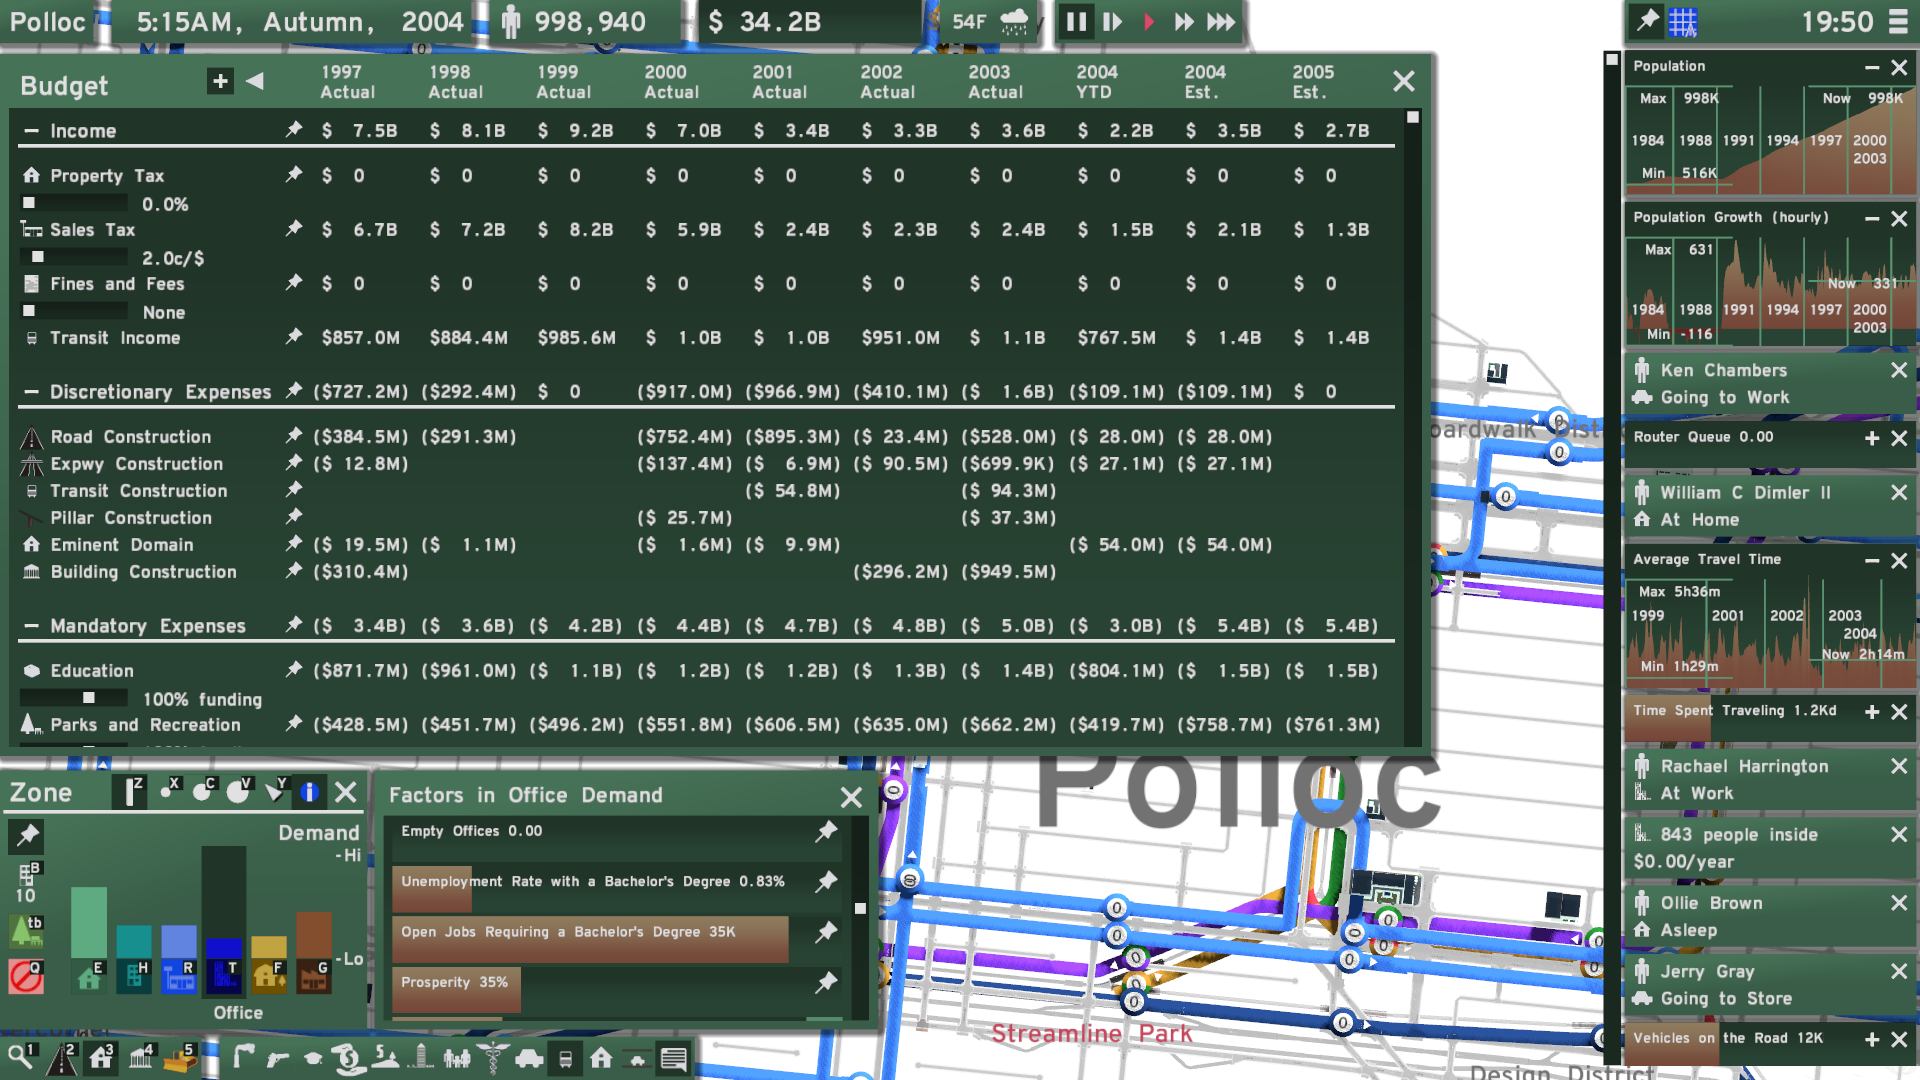 Polloc 5:15AM, Autumn, 2004 998,940 $ 34.2B 54F 19:50
Budget + 1997 Actual 1998 Actual 1999 Actual 2000 Actual 2001 Actual 2002 Actual 2003 Actual 2004 YTD 2004 Est. 2005 Est.
Income $ 7.5B $ 8.1B $ 9.2B $ 7.0B $ 3.4B $ 3.3B $ 3.6B $ 2.2B $ 3.5B $ 2.7B
Property Tax $ 0 $ 0 $ 0 $ 0 $ 0 $ 0 $ 0 $ 0 $ 0 $ 0
0.0%
Sales Tax $ 6.7B $ 7.2B $ 8.2B $ 5.9B $ 2.4B $ 2.3B $ 2.4B $ 1.5B $ 2.1B $ 1.3B
2.0c/$
Fines and Fees $ 0 $ 0 $ 0 $ 0 $ 0 $ 0 $ 0 $ 0 $ 0 $ 0
None
Transit Income $857.0M $884.4M $985.6M $ 1.0B $ 1.0B $951.0M $ 1.1B $767.5M $ 1.4B $ 1.4B
Discretionary Expenses ($727.2M) ($292.4M) $ 0 ($917.0M) ($966.9M) ($410.1M) ($ 1.6B) ($109.1M) ($109.1M) $ 0
Road Construction ($384.5M) ($291.3M) ($752.4M) ($895.3M) ($ 23.4M) ($528.0M) ($ 28.0M) ($ 28.0M)
Expwy Construction ($ 12.8M) ($137.4M) ($ 6.9M) ($ 90.5M) ($699.9K) ($ 27.1M) ($ 27.1M)
Transit Construction ($ 54.8M) ($ 94.3M)
Pillar Construction ($ 25.7M) ($ 37.3M)
Eminent Domain ($ 19.5M) ($ 1.1M) ($ 1.6M) ($ 9.9M) ($ 54.0M) ($ 54.0M)
Building Construction ($310.4M) ($296.2M) ($949.5M)
Mandatory Expenses ($ 3.4B) ($ 3.6B) ($ 4.2B) ($ 4.4B) ($ 4.7B) ($ 4.8B) ($ 5.0B) ($ 3.0B) ($ 5.4B) ($ 5.4B)
Education ($871.7M) ($961.0M) ($ 1.1B) ($ 1.2B) ($ 1.2B) ($ 1.3B) ($ 1.4B) ($804.1M) ($ 1.5B) ($ 1.5B)
100% funding
Parks and Recreation ($428.5M) ($451.7M) ($496.2M) ($551.8M) ($606.5M) ($635.0M) ($662.2M) ($419.7M) ($758.7M) ($761.3M)
Zone Z X C V Y
Demand
-Hi
B
10
tb
-Lo
Q E H R T F G
Office
Factors in Office Demand
Empty Offices 0.00
Unemployment Rate with a Bachelor's Degree 0.83%
Open Jobs Requiring a Bachelor's Degree 35K
Prosperity 35%
1 2 3 4 5
Polloc
Streamline Park
Design District
oardwalk Dist
Population
Max 998K Now 998K
1984 1988 1991 1994 1997 2000
2003
Min 516K
Population Growth (hourly)
Max 631
Now 331
1984 1988 1991 1994 1997 2000
2003
Min -116
Ken Chambers
Going to Work
Router Queue 0.00
William C Dimler II
At Home
Average Travel Time
Max 5h36m
1999 2001 2002 2003
2004
Now 2h14m
Min 1h29m
Time Spent Traveling 1.2Kd
Rachael Harrington
At Work
843 people inside
$0.00/year
Ollie Brown
Asleep
Jerry Gray
Going to Store
Vehicles on the Road 12K